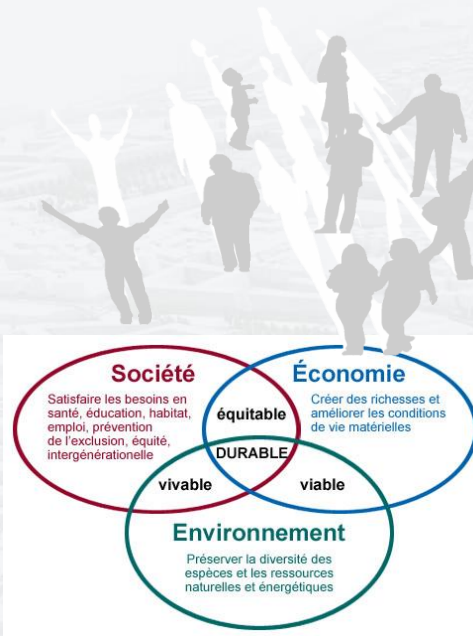 Société
Satisfaire les besoins en
santé, éducation, habitat,
emploi, prévention
de l'exclusion, équité,
intergénérationelle
Économie
Créer des richesses et
améliorer les conditions
de vie matérielles
équitable
DURABLE
vivable
viable
Environnement
Préserver la diversité des
espèces et les ressources
naturelles et énergétiques